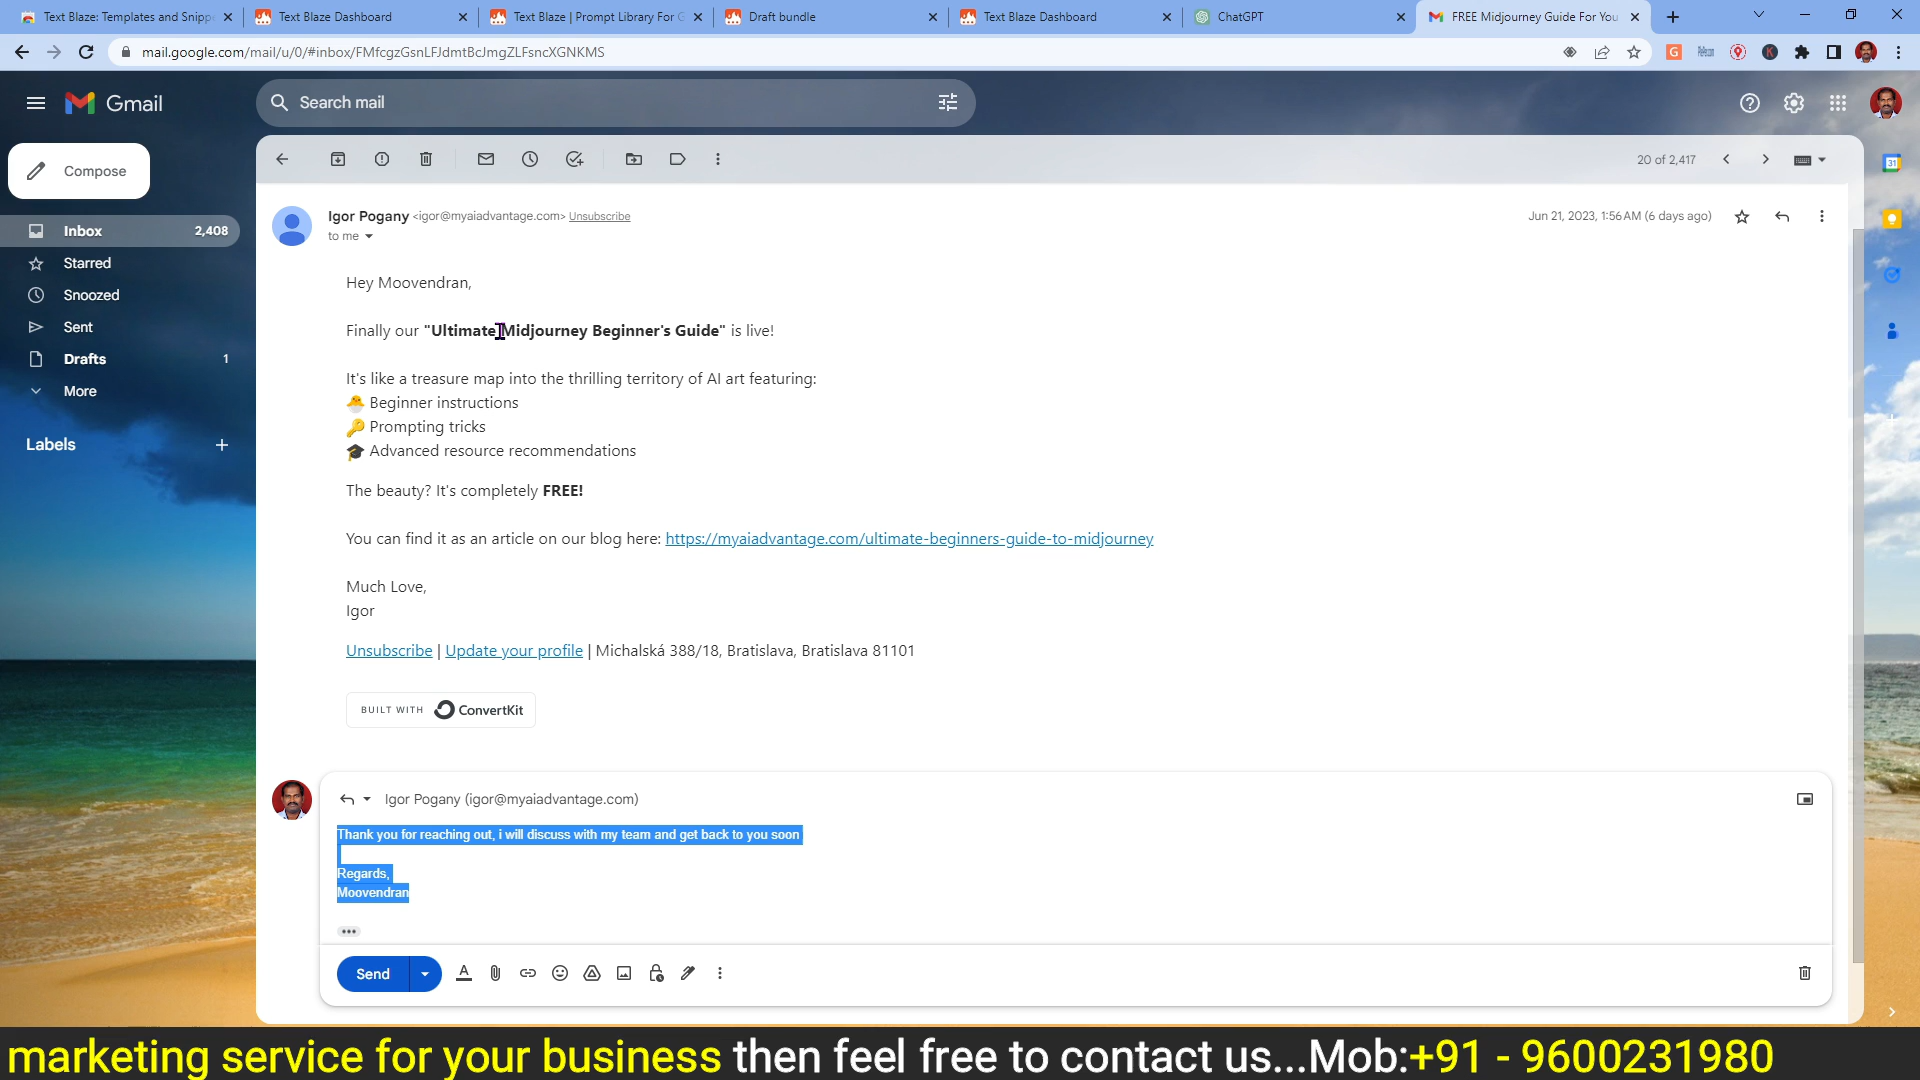 Text Blaze: Templates and Snipp
Text Blaze Dashboard
Text Blaze | Prompt Library For G
Draft bundle
Text Blaze Dashboard
ChatGPT
FREE Midjourney Guide For You
mail.google.com/mail/u/0/#inbox/FMfcgzGsnLFJdmtBcJmgZLFsncXGNKMS
Gmail
Search mail
Compose
20 of 2,417
Inbox 2,408
Starred
Snoozed
Sent
Drafts 1
More
Labels
Igor Pogany <igor@myaiadvantage.com> Unsubscribe
Jun 21, 2023, 1:56 AM (6 days ago)
to me
Hey Moovendran,
Finally our "Ultimate Midjourney Beginner's Guide" is live!
It's like a treasure map into the thrilling territory of AI art featuring:
🐣 Beginner instructions
🔑 Prompting tricks
🎓 Advanced resource recommendations
The beauty? It's completely FREE!
You can find it as an article on our blog here: https://myaiadvantage.com/ultimate-beginners-guide-to-midjourney
Much Love,
Igor
Unsubscribe | Update your profile | Michalská 388/18, Bratislava, Bratislava 81101
BUILT WITH ConvertKit
Igor Pogany (igor@myaiadvantage.com)
Thank you for reaching out, i will discuss with my team and get back to you soon
Regards,
Moovendran
Send
marketing service for your business then feel free to contact us...Mob:+91 - 9600231980